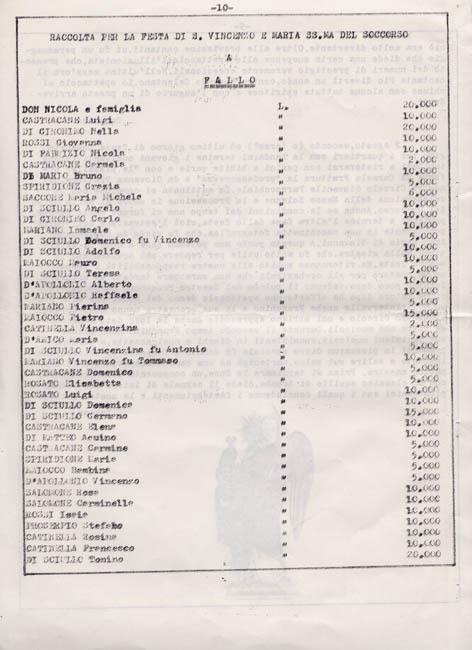 -10-
RACCOLTA PER LA FESTA DI S. VINCENZO E MARIA SS.MA DEL SOCCORSO
A
FALLO
DON NICOLA e famiglia L. 20.000
CASTRACANE Luigi " 10.000
DI GIRONIMO Nella " 20.000
ROSSI Giovanna " 10.000
DI FABRIZIO Nicola " 10.000
CASTRACANE Carmela " 2.000
DI MARIO Bruno " 10.000
SPIRIDIONE Grazia " 5.000
SACCONE Maria Michela " 6.000
DI SCIULLO Angelo " 10.000
DI GIRONIMO Carlo " 10.000
MARIANO Ismaele " 10.000
DI SCIULLO Domenico fu Vincenzo " 5.000
DI SCIULLO Adolfo " 10.000
MAIOCCO Mauro " 10.000
DI SCIULLO Teresa " 5.000
D'APOLLONIO Alberto " 10.000
D'APOLLONIO Raffaele " 10.000
MARIANO Pierina " 5.000
MAIOCCO Pietro " 15.000
CATINELLA Vincenzina " 2.000
D'AMICO Maria " 5.000
DI SCIULLO Vincenzina fu Antonio " 5.000
MARIANO Vincenzo fu Tommaso " 10.000
CASTRACANE Domenico " 5.000
ROSATO Elisabetta " 5.000
ROSATO Luigi " 10.000
DI SCIULLO Domenica " 10.000
DI SCIULLO Germano " 15.000
CASTRACANE Elena " 10.000
DI MATTEO Aquino " 10.000
CASTRACANE Carmine " 5.000
SPIRIDIONE Maria " 5.000
MAIOCCO Bambina " 5.000
D'APOLLONIO Vincenzo " 5.000
SALOMONE Rosa " 10.000
SALOMONE Carminella " 10.000
ROSSI Isaia " 10.000
PROSERPIO Stefano " 10.000
CATINELLA Rosina " 10.000
CATINELLA Francesco " 10.000
DI SCIULLO Tonino " 20.000